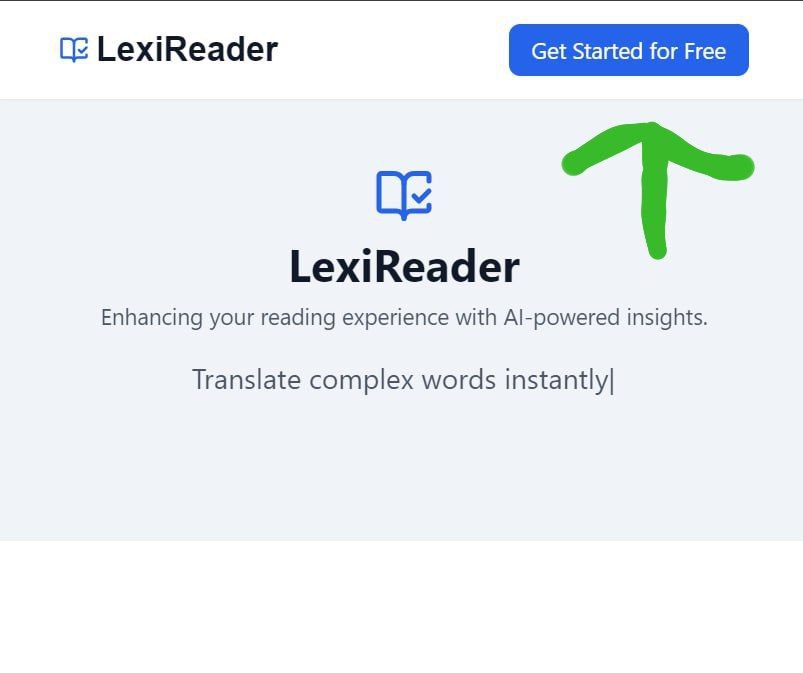 LexiReader
Get Started for Free
LexiReader
Enhancing your reading experience with AI-powered insights.
Translate complex words instantly|